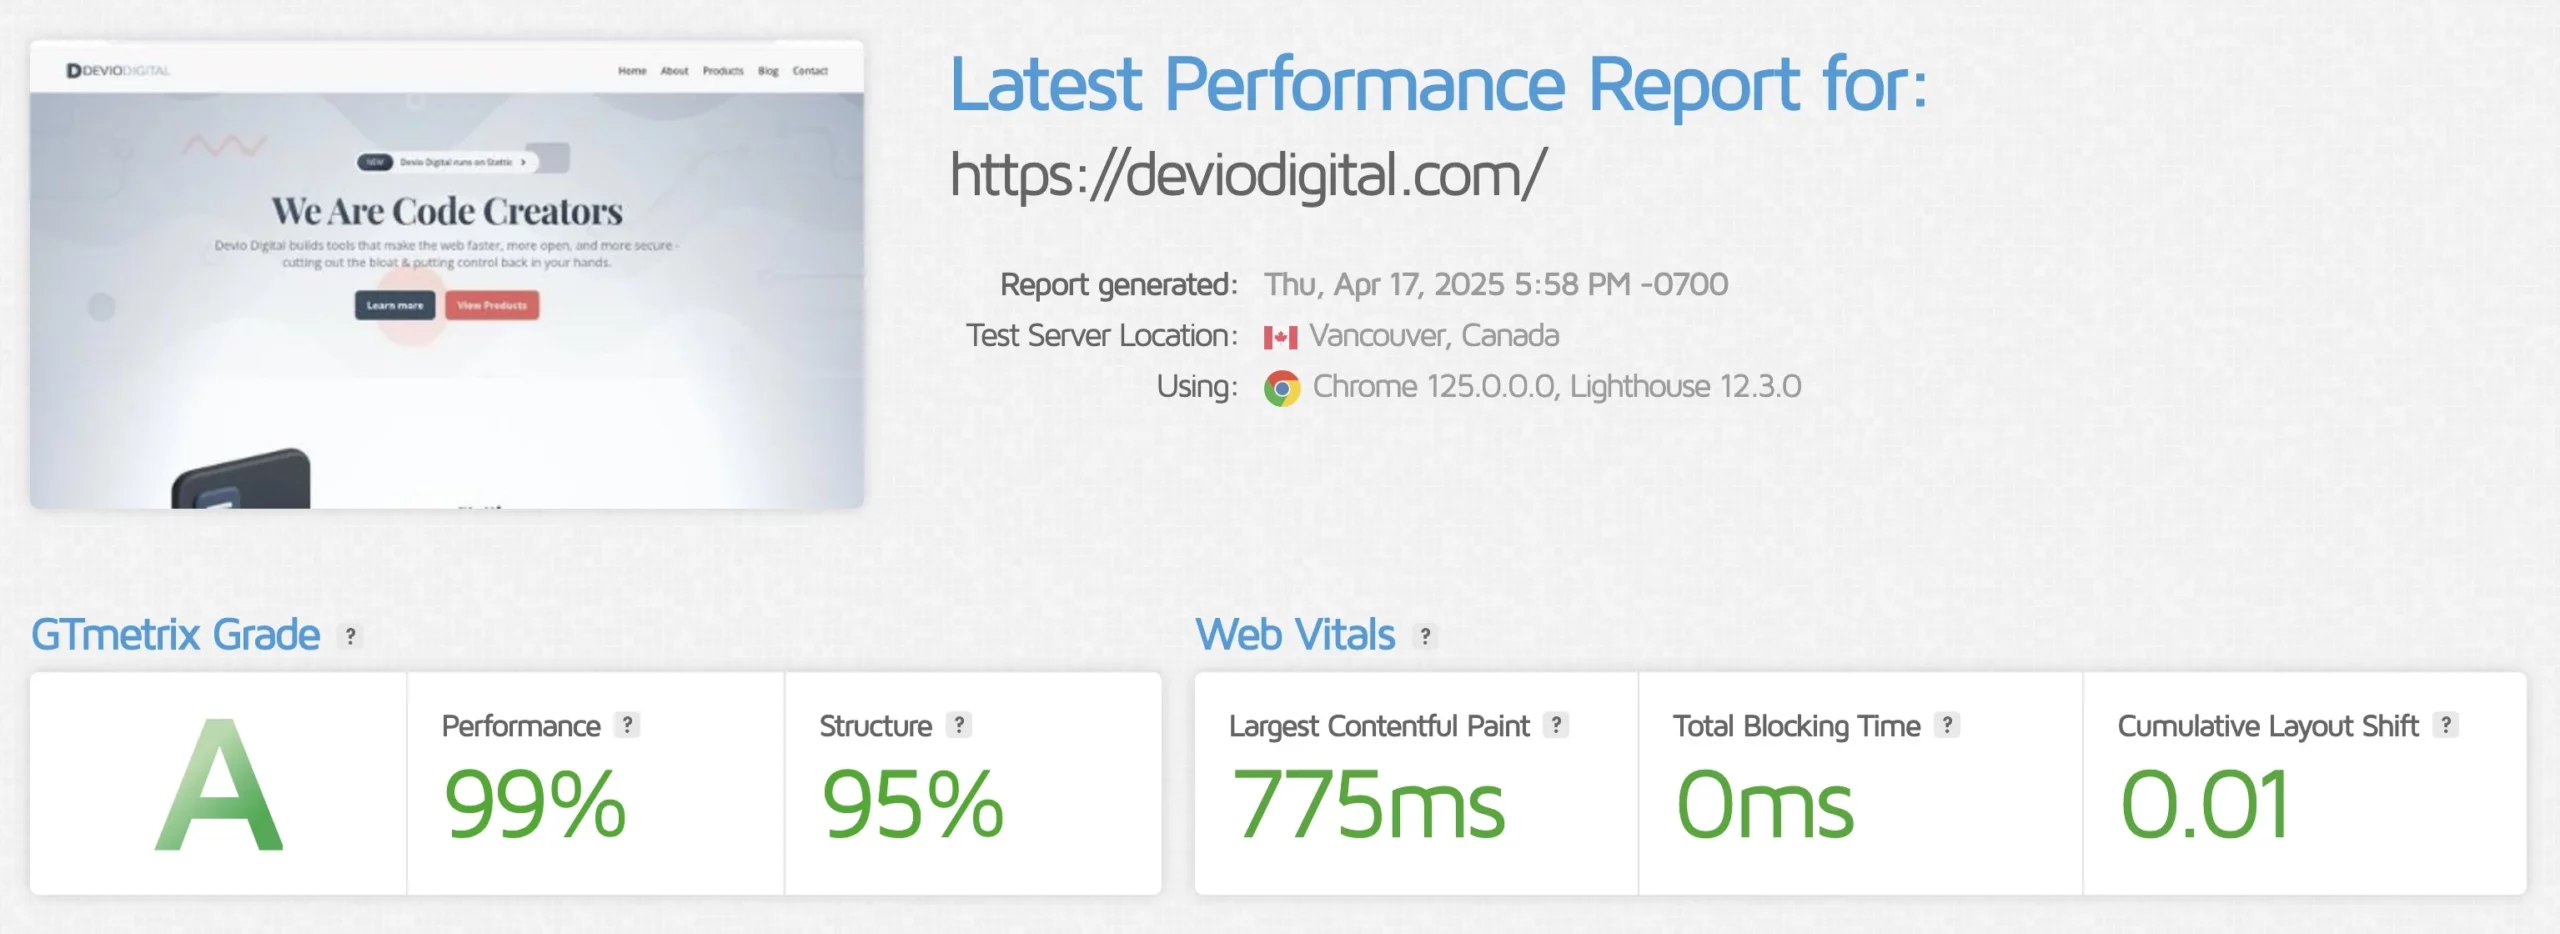 DEVIODIGITAL
Home About Products Blog Contact
NEW Devio Digital runs on Stattic >
We Are Code Creators
Devio Digital builds tools that make the web faster, more open, and more secure -
cutting out the bloat & putting control back in your hands.
Learn more View Products
Latest Performance Report for:
https://deviodigital.com/
Report generated: Thu, Apr 17, 2025 5:58 PM -0700
Test Server Location: Vancouver, Canada
Using: Chrome 125.0.0.0, Lighthouse 12.3.0
GTmetrix Grade ?
A
Performance ?
99%
Structure ?
95%
Web Vitals ?
Largest Contentful Paint ?
775ms
Total Blocking Time ?
0ms
Cumulative Layout Shift ?
0.01